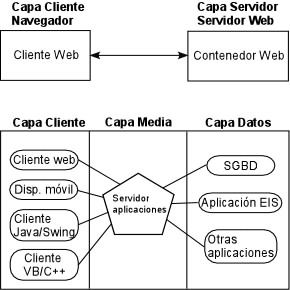 Capa Cliente
Navegador
Capa Servidor
Servidor Web
Cliente Web
Contenedor Web
Capa Cliente
Capa Media
Capa Datos
Cliente web
Disp. móvil
Cliente
Java/Swing
Cliente
VB/C++
Servidor
aplicaciones
SGBD
Aplicación EIS
Otras
aplicaciones